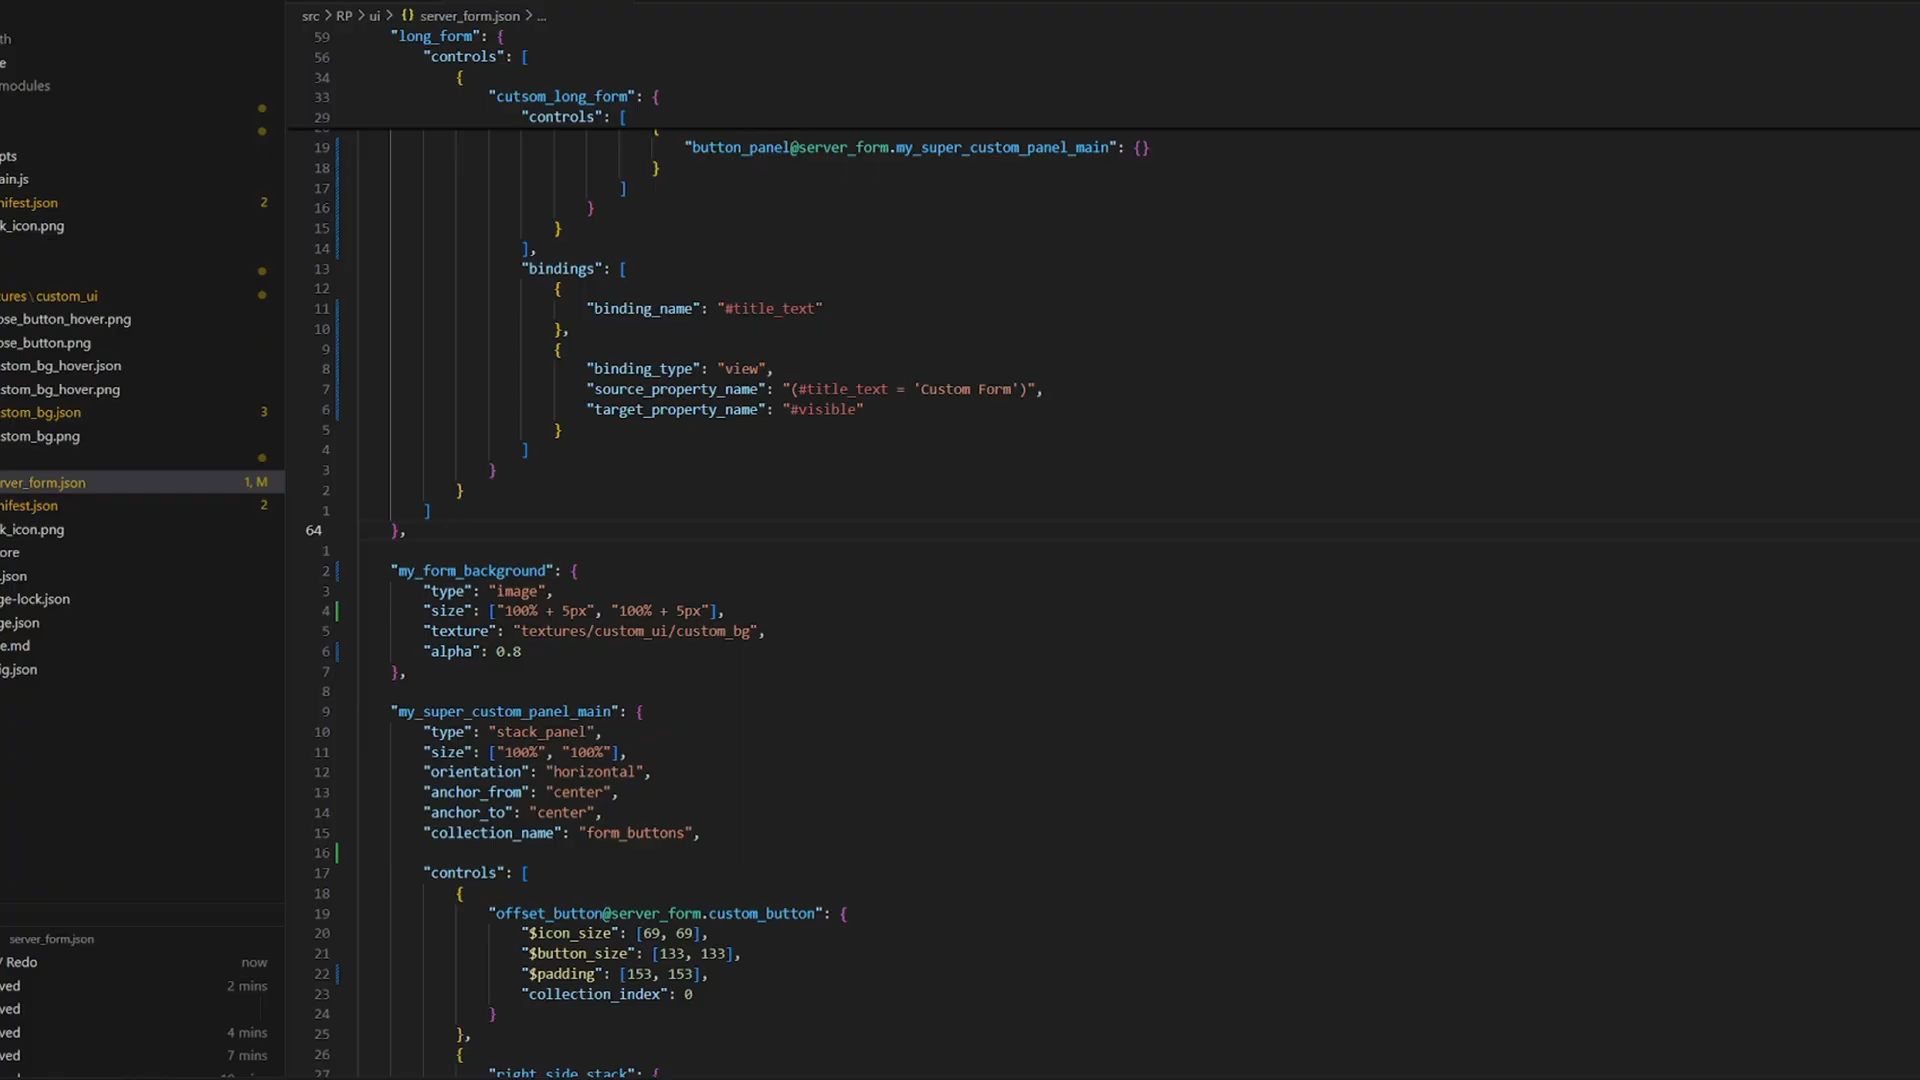 src > RP > ui > {} server_form.json > ...
th
e
modules
pts
ain.js
nifest.json 2
k_icon.png
ures\custom_ui
ose_button_hover.png
ose_button.png
stom_bg_hover.json
stom_bg_hover.png
stom_bg.json 3
stom_bg.png
rver_form.json 1, M
nifest.json 2
k_icon.png
ore
.json
ge-lock.json
ge.json
e.md
ig.json
server_form.json
/ Redo now
ved 2 mins
ved
ved 4 mins
ved 7 mins
59 "long_form": {
56 "controls": [
34 {
33 "cutsom_long_form": {
29 "controls": [
19 "button_panel@server_form.my_super_custom_panel_main": {}
18 }
17 ]
16 }
15 }
14 ],
13 "bindings": [
12 {
11 "binding_name": "#title_text"
10 },
9 {
8 "binding_type": "view",
7 "source_property_name": "(#title_text = 'Custom Form')",
6 "target_property_name": "#visible"
5 }
4 ]
3 }
2 }
1 ]
64 },
1
2 "my_form_background": {
3 "type": "image",
4 "size": ["100% + 5px", "100% + 5px"],
5 "texture": "textures/custom_ui/custom_bg",
6 "alpha": 0.8
7 },
8
9 "my_super_custom_panel_main": {
10 "type": "stack_panel",
11 "size": ["100%", "100%"],
12 "orientation": "horizontal",
13 "anchor_from": "center",
14 "anchor_to": "center",
15 "collection_name": "form_buttons",
16
17 "controls": [
18 {
19 "offset_button@server_form.custom_button": {
20 "$icon_size": [69, 69],
21 "$button_size": [133, 133],
22 "$padding": [153, 153],
23 "collection_index": 0
24 }
25 },
26 {
27 "right_side_stack": {